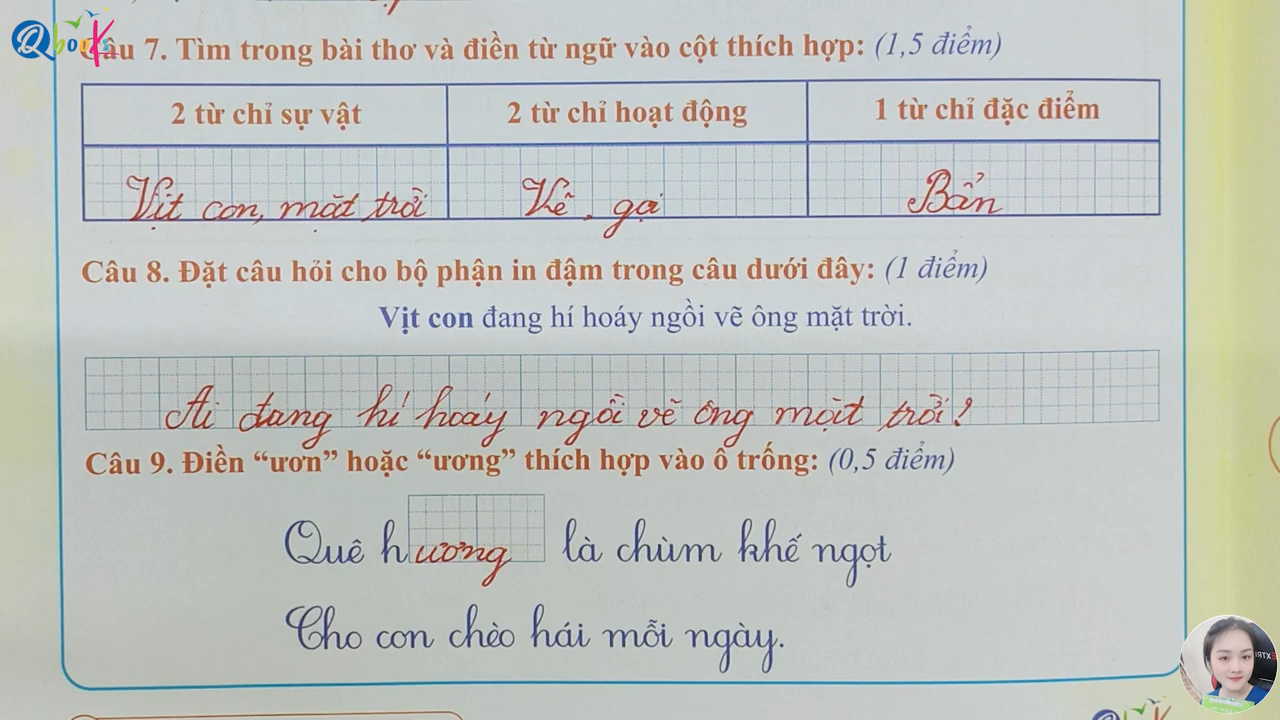 Qbooks
Câu 7. Tìm trong bài thơ và điền từ ngữ vào cột thích hợp: (1,5 điểm)
2 từ chỉ sự vật 2 từ chỉ hoạt động 1 từ chỉ đặc điểm
Vịt con, mặt trời Vẽ, gọi Bẩn
Câu 8. Đặt câu hỏi cho bộ phận in đậm trong câu dưới đây: (1 điểm)
Vịt con đang hí hoáy ngồi vẽ ông mặt trời.
Ai đang hí hoáy ngồi vẽ ông mặt trời?
Câu 9. Điền “ươn” hoặc “ương” thích hợp vào ô trống: (0,5 điểm)
Quê hương là chùm khế ngọt
Cho con chèo hái mỗi ngày.